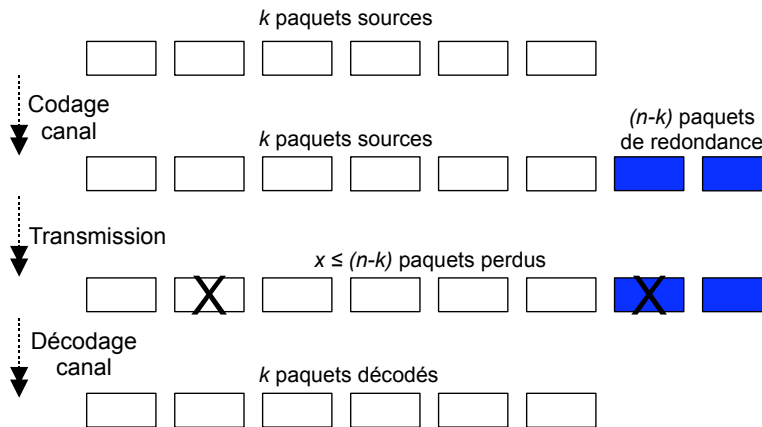 k paquets sources
Codage
canal
k paquets sources
(n-k) paquets
de redondance
Transmission
x ≤ (n-k) paquets perdus
X
X
Décodage
canal
k paquets décodés